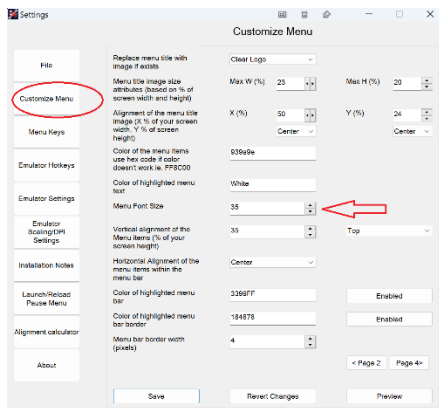 Settings
Customize Menu
File
Customize Menu
Menu Keys
Emulator Hotkeys
Emulator Settings
Emulator
Scaling/DPI
Settings
Installation Notes
Launch/Reload
Pause Menu
Alignment calculator
About
Replace menu title with
image if exists
Clear Logo
Menu title image size
attributes (based on % of
screen width and height)
Max W (%) 23 Max H (%) 20
Alignment of the menu title
image (X % of your screen
width. Y % of screen
height)
X (%) 50 Y (%) 24
Center Center
Color of the menu items
use hex code if color
doesn't work ie. FF8C00
939a9e
Color of highlighted menu
text
White
Menu Font Size
35
Vertical alignment of the
Menu items (% of your
screen height)
35 Top
Horizontal Alignment of the
menu items within the
menu bar
Center
Color of highlighted menu
bar
3399FF Enabled
Color of highlighted menu
bar border
184878 Enabled
Menu bar border width
(pixels)
4
< Page 2 Page 4>
Save Revert Changes Preview